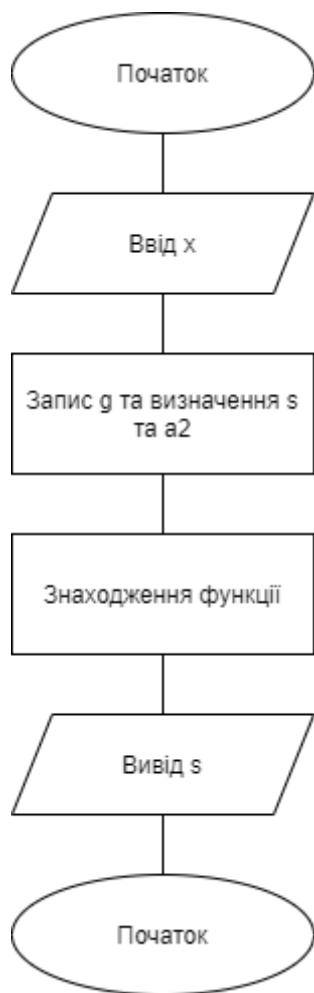 Початок
Ввід x
Запис g та визначення s
та a2
Знаходження функції
Вивід s
Початок